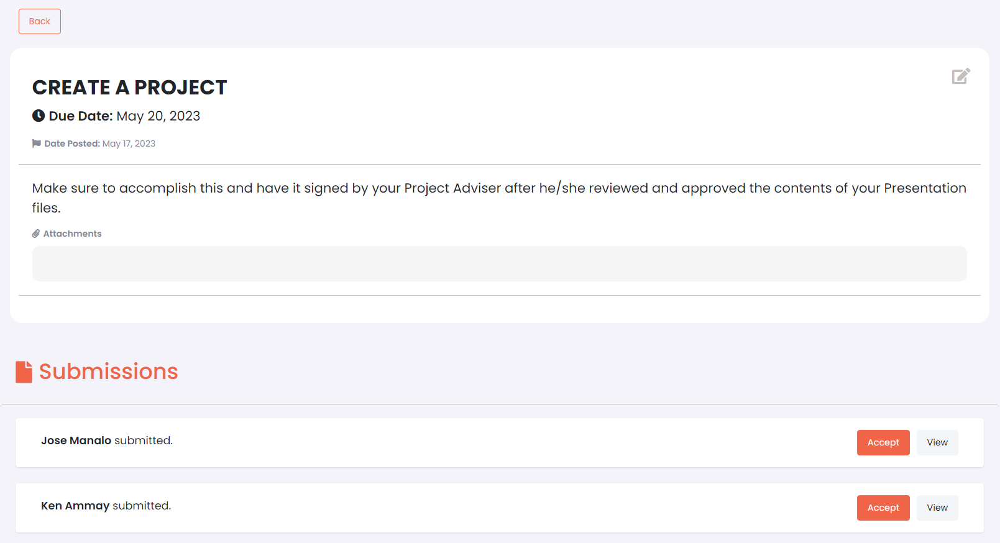 Back
CREATE A PROJECT
Due Date: May 20, 2023
Date Posted: May 17, 2023
Make sure to accomplish this and have it signed by your Project Adviser after he/she reviewed and approved the contents of your Presentation
files.
Attachments
Submissions
Jose Manalo submitted.
Accept
View
Ken Ammay submitted.
Accept
View